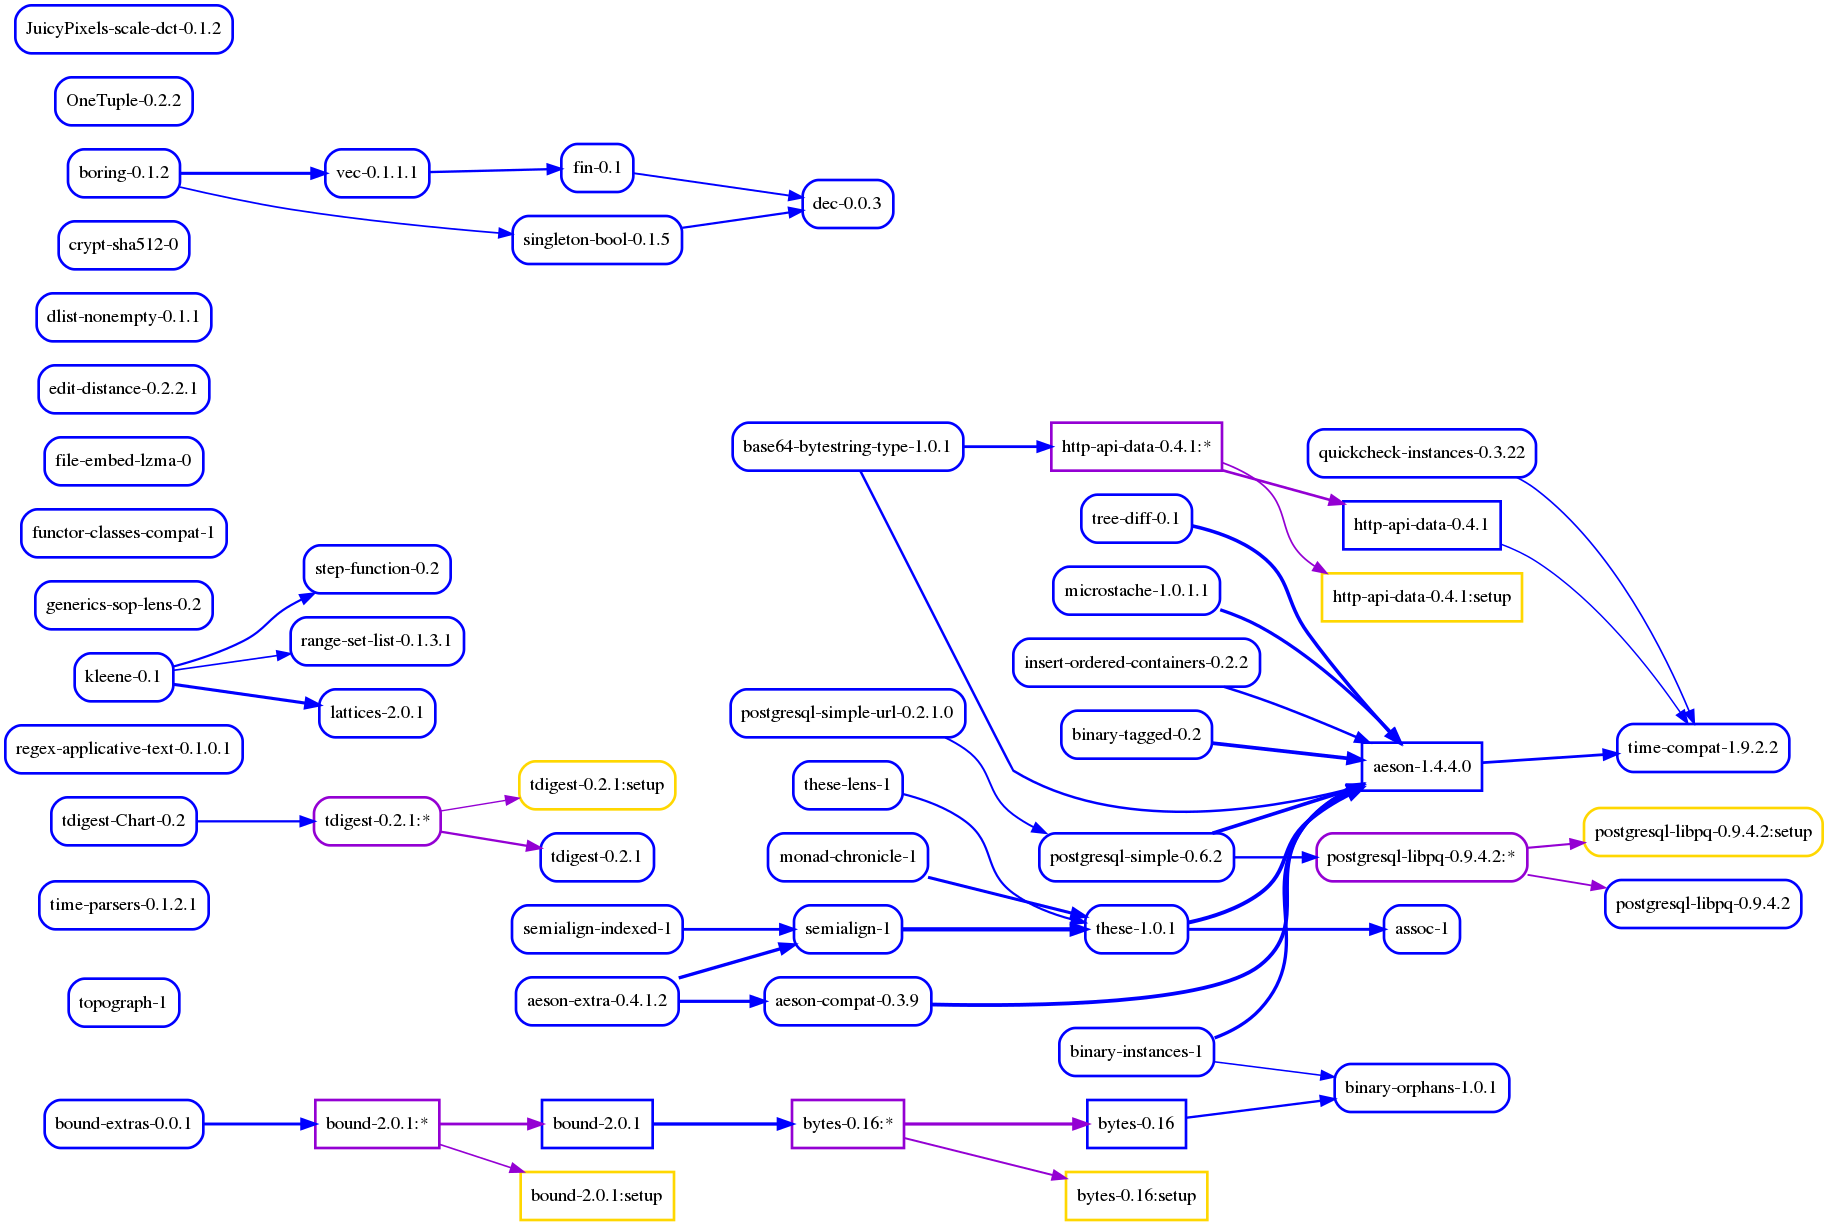 JuicyPixels-scale-dct-0.1.2
OneTuple-0.2.2
boring-0.1.2
vec-0.1.1.1
fin-0.1
dec-0.0.3
singleton-bool-0.1.5
crypt-sha512-0
dlist-nonempty-0.1.1
edit-distance-0.2.2.1
file-embed-lzma-0
functor-classes-compat-1
generics-sop-lens-0.2
kleene-0.1
step-function-0.2
range-set-list-0.1.3.1
lattices-2.0.1
regex-applicative-text-0.1.0.1
tdigest-Chart-0.2
tdigest-0.2.1:*
tdigest-0.2.1:setup
tdigest-0.2.1
time-parsers-0.1.2.1
topograph-1
bound-extras-0.0.1
bound-2.0.1:*
bound-2.0.1
bound-2.0.1:setup
bytes-0.16:*
bytes-0.16
bytes-0.16:setup
base64-bytestring-type-1.0.1
http-api-data-0.4.1:*
quickcheck-instances-0.3.22
http-api-data-0.4.1
http-api-data-0.4.1:setup
tree-diff-0.1
microstache-1.0.1.1
insert-ordered-containers-0.2.2
binary-tagged-0.2
postgresql-simple-url-0.2.1.0
these-lens-1
monad-chronicle-1
semialign-indexed-1
semialign-1
aeson-extra-0.4.1.2
aeson-compat-0.3.9
postgresql-simple-0.6.2
these-1.0.1
aeson-1.4.4.0
time-compat-1.9.2.2
postgresql-libpq-0.9.4.2:*
postgresql-libpq-0.9.4.2:setup
postgresql-libpq-0.9.4.2
assoc-1
binary-instances-1
binary-orphans-1.0.1